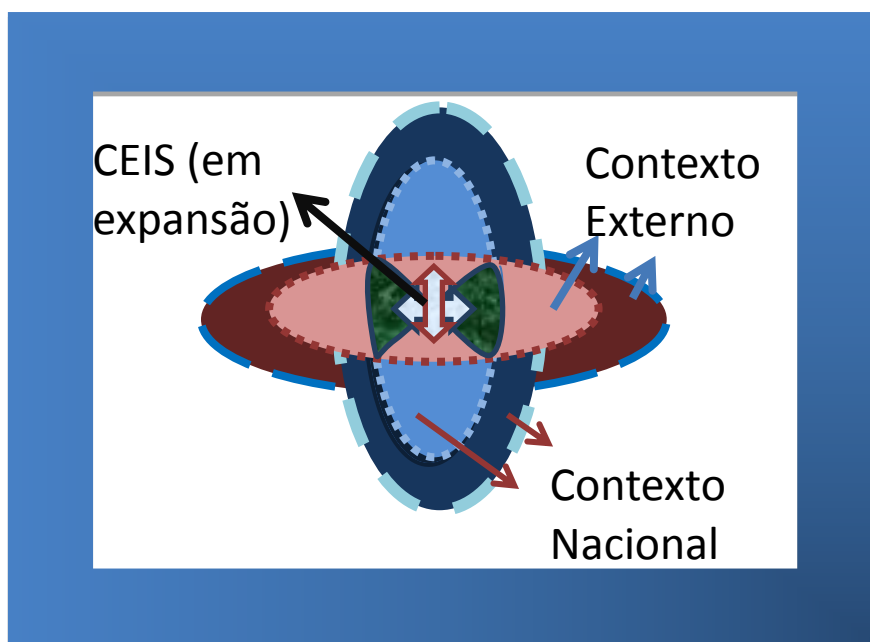 CEIS (em
expansão)
Contexto
Externo
Contexto
Nacional